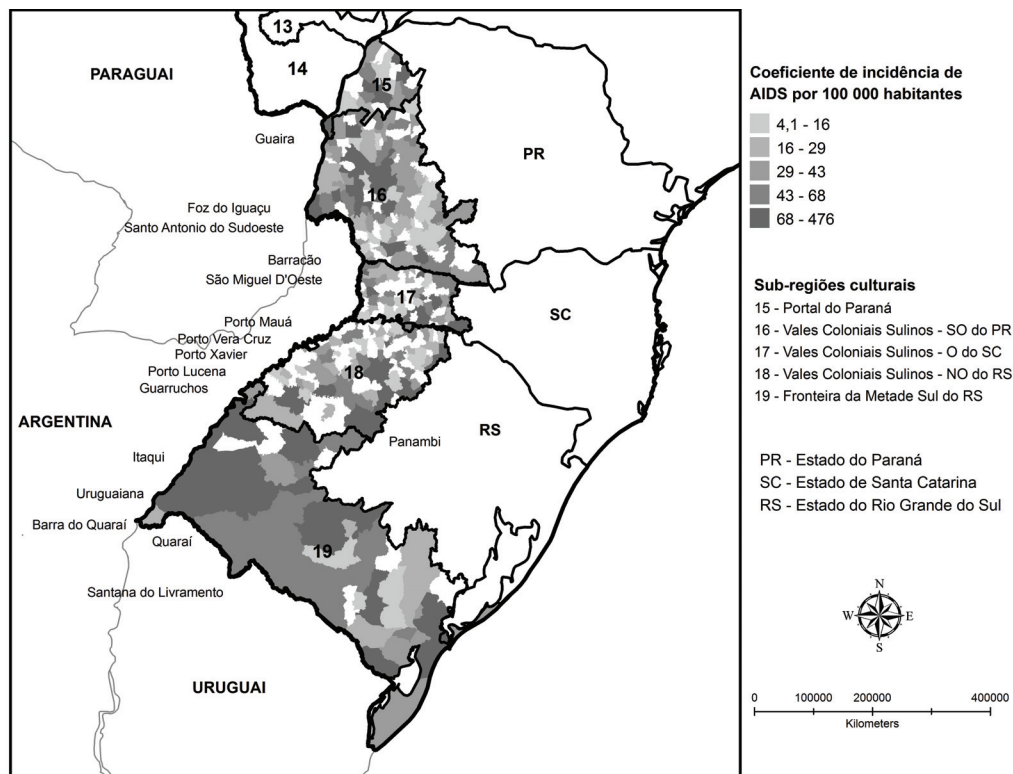 13
14
PARAGUAI
15
Guaira
PR
16
Foz do Iguaçu
Santo Antonio do Sudoeste
Barracão
São Miguel D'Oeste
17
SC
Porto Mauá
Porto Vera Cruz
Porto Xavier
Porto Lucena
Guarruchos
18
ARGENTINA
Panambi
RS
Itaqui
Uruguaiana
Barra do Quaraí
Quaraí
19
Santana do Livramento
URUGUAI
Coeficiente de incidência de
AIDS por 100 000 habitantes
4,1 - 16
16 - 29
29 - 43
43 - 68
68 - 476
Sub-regiões culturais
15 - Portal do Paraná
16 - Vales Coloniais Sulinos - SO do PR
17 - Vales Coloniais Sulinos - O do SC
18 - Vales Coloniais Sulinos - NO do RS
19 - Fronteira da Metade Sul do RS
PR - Estado do Paraná
SC - Estado de Santa Catarina
RS - Estado do Rio Grande do Sul
N
W E
S
0 100000 200000 400000
Kilometers